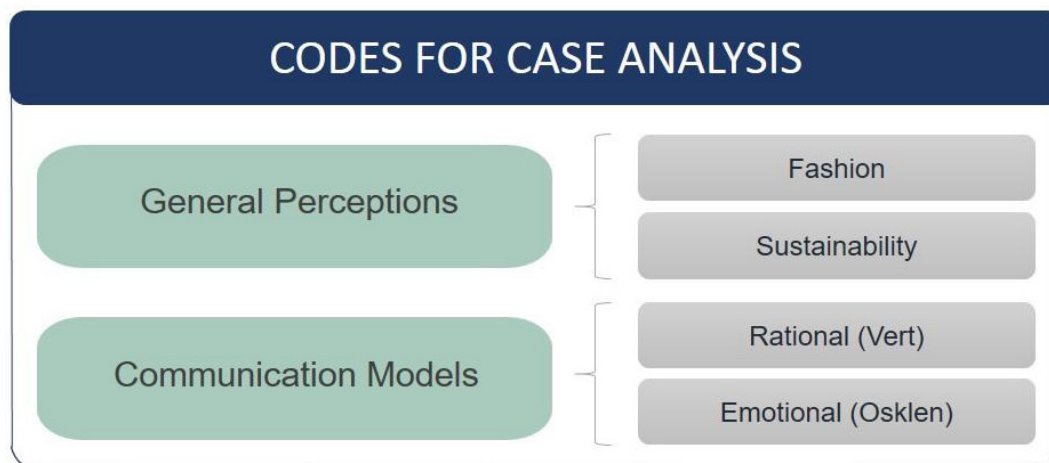 CODES FOR CASE ANALYSIS
General Perceptions
Fashion
Sustainability
Communication Models
Rational (Vert)
Emotional (Osklen)